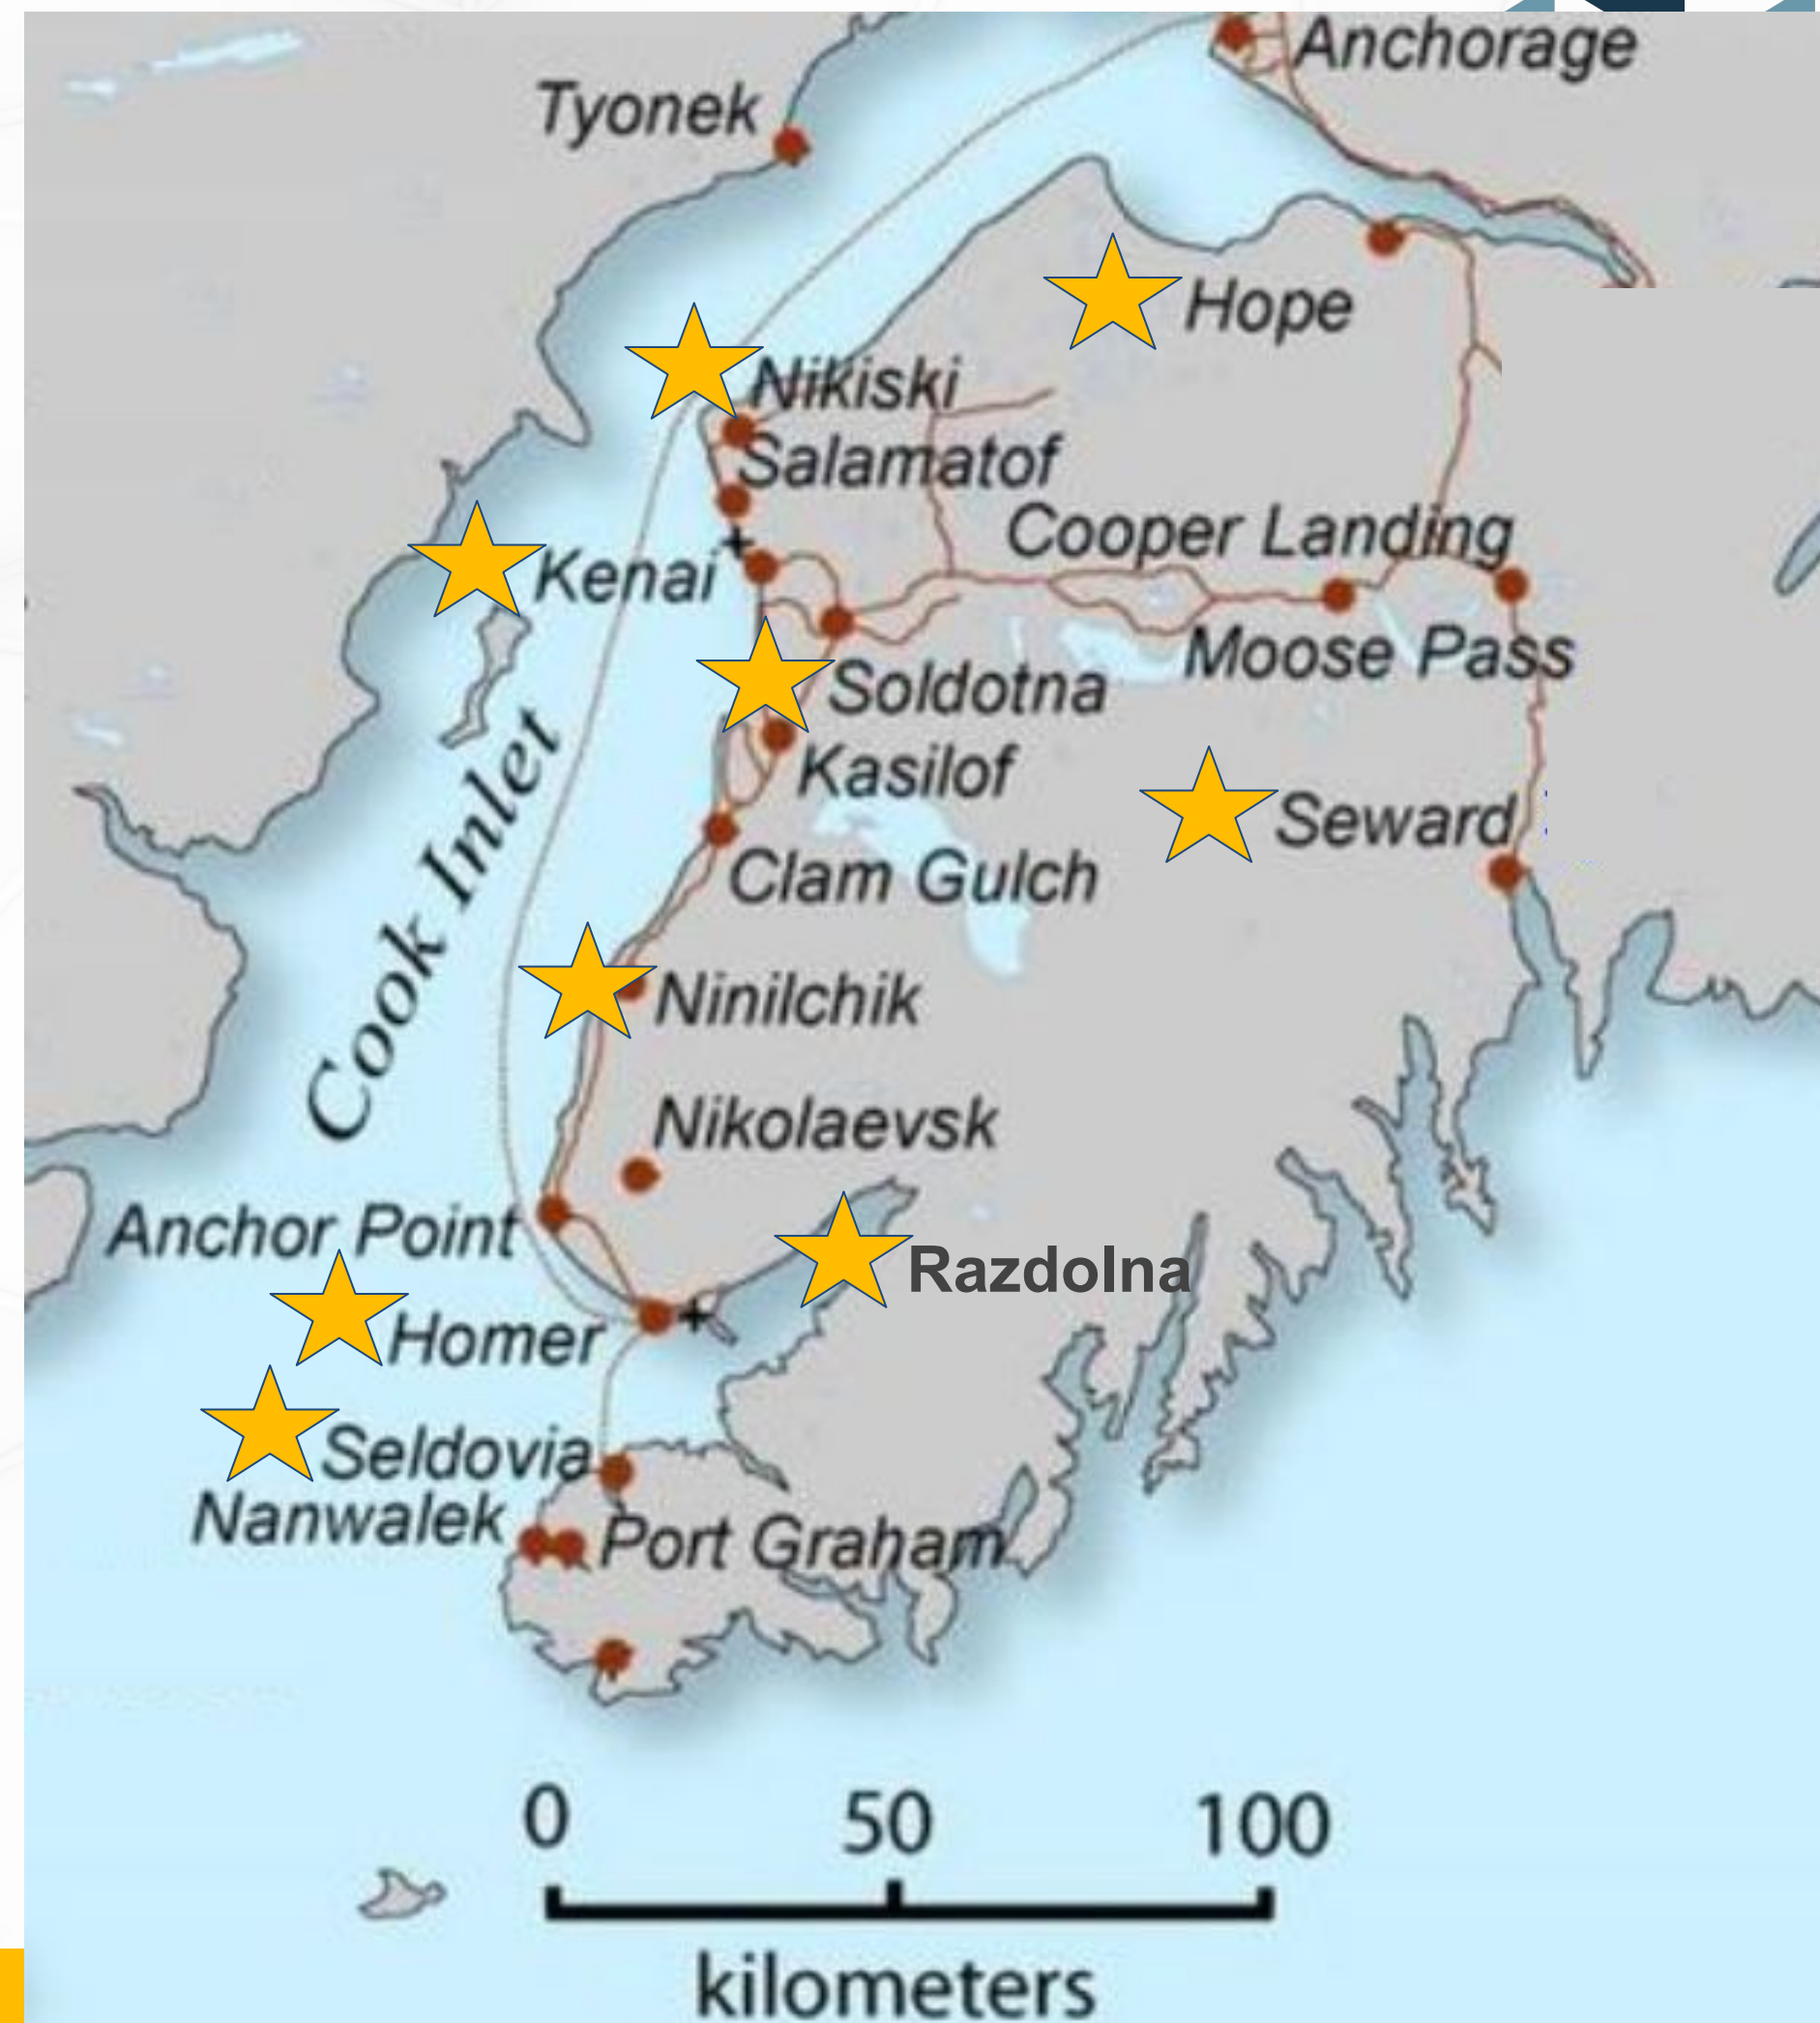 Anchorage
Tyonek
Hope
Nikiski
Salamatof
Cooper Landing
Kenai
Moose Pass
Soldotna
Kasilof
Seward
Clam Gulch
Cook Inlet
Ninilchik
Nikolaevsk
Anchor Point
Razdolna
Homer
Seldovia
Nanwalek
Port Graham
0 50 100
kilometers